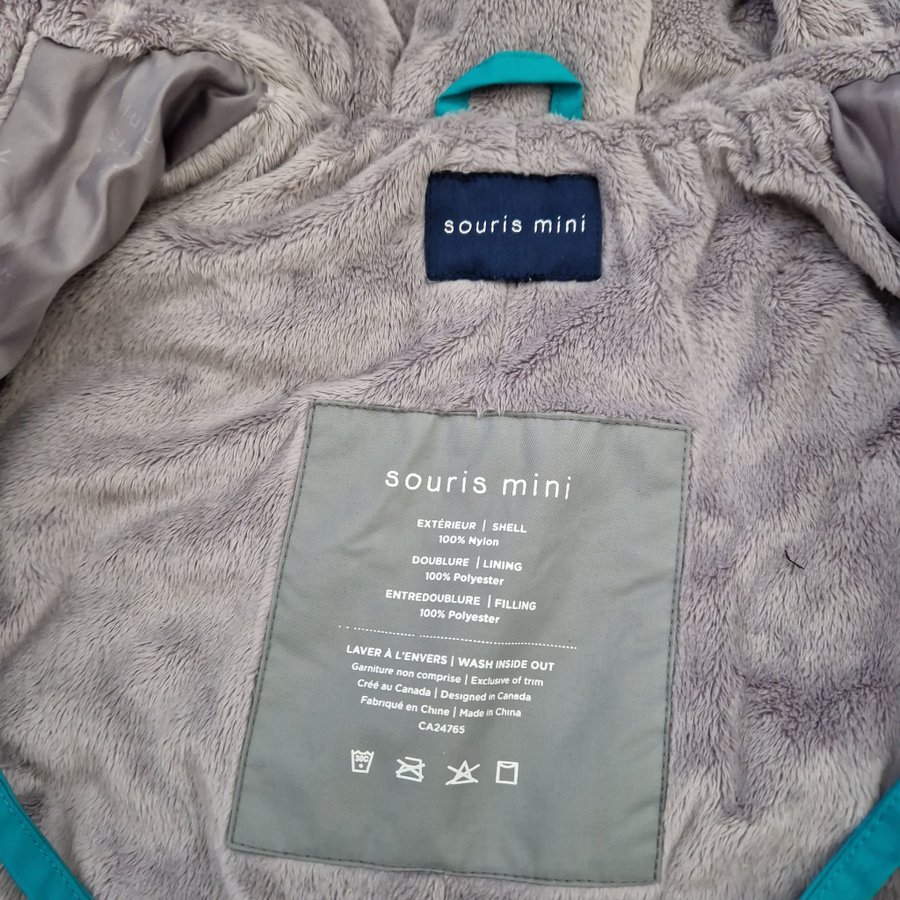 souris mini
souris mini
EXTÉRIEUR | SHELL
100% Nylon
DOUBLURE | LINING
100% Polyester
ENTREDOUBLURE | FILLING
100% Polyester
LAVER À L'ENVERS | WASH INSIDE OUT
Garniture non comprise | Exclusive of trim
Créé au Canada | Designed in Canada
Fabriqué en Chine | Made in China
CA24765
30C